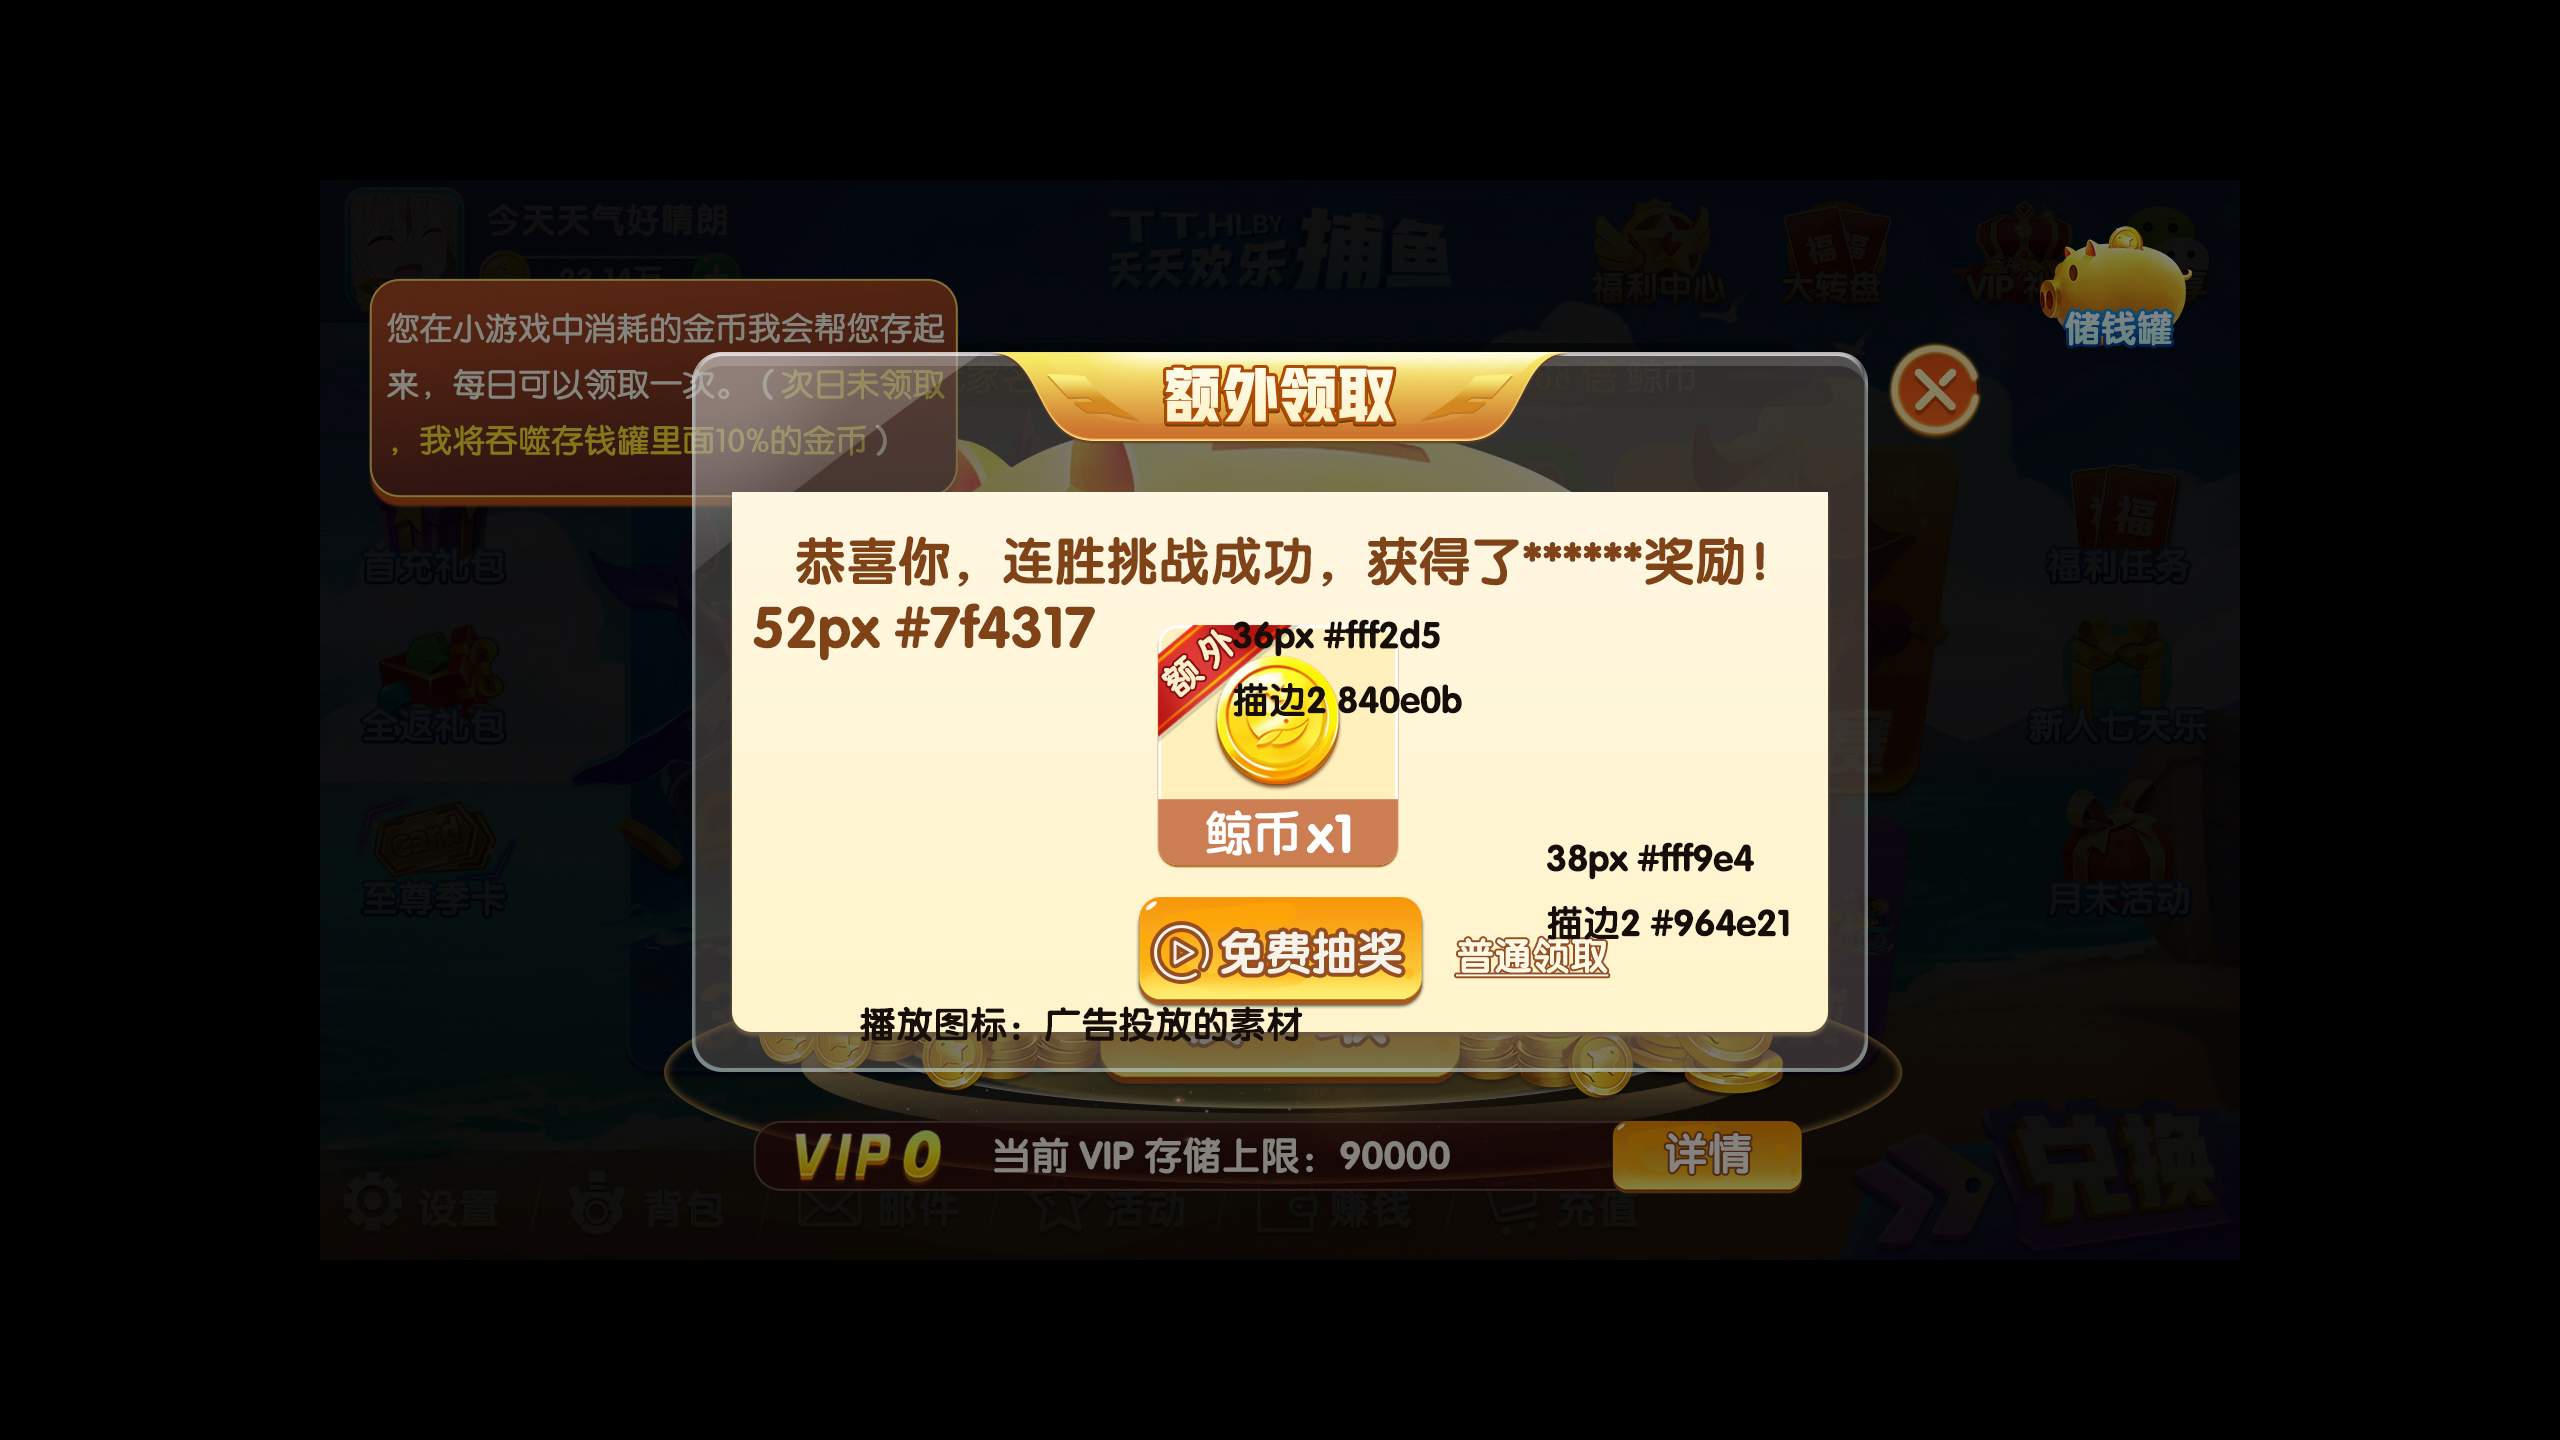 今天天气好晴朗
23.14万
TT.HLBY
天天欢乐捕鱼
福利中心
福 福
大转盘
储钱罐
您在小游戏中消耗的金币我会帮您存起
来，每日可以领取一次。（次日未领取
，我将吞噬存钱罐里面10%的金币）
额外领取
恭喜你，连胜挑战成功，获得了******奖励！
52px #7f4317
36px #fff2d5
额外
描边2 840e0b
鲸币x1
38px #fff9e4
描边2 #964e21
免费抽奖
普通领取
播放图标：广告投放的素材
首充礼包
全返礼包
card
至尊季卡
福
福利任务
新人七天乐
月末活动
VIP 0
当前 VIP 存储上限：90000
详情
设置
背包
邮件
活动
赚钱
充值
兑换